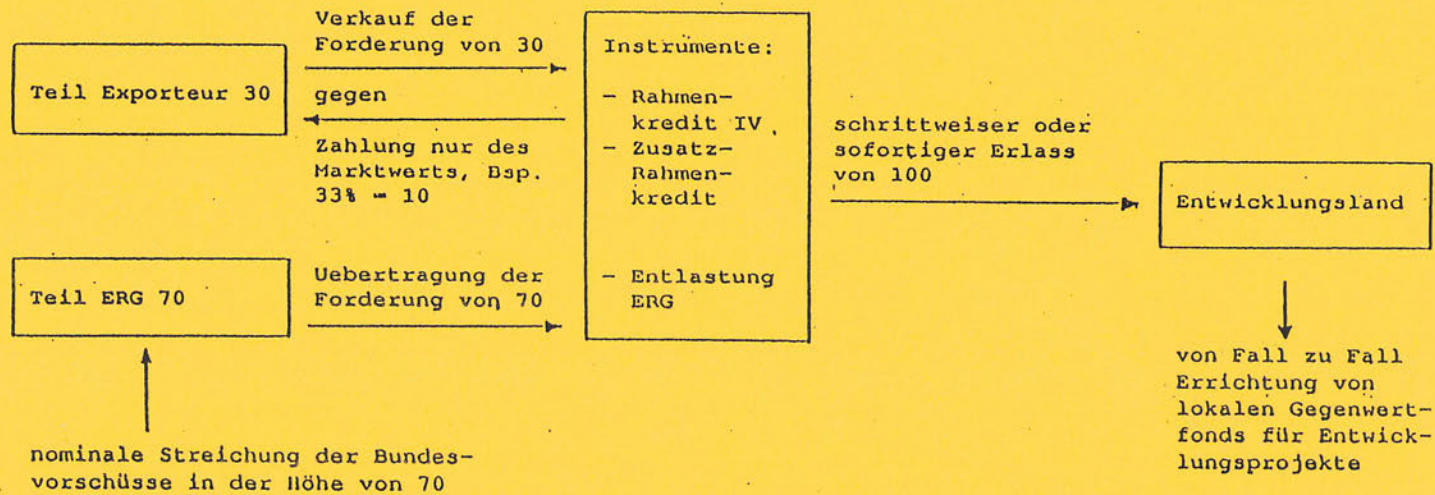 Verkauf der
Forderung von 30
Teil Exporteur 30
gegen
Zahlung nur des
Marktwerts, Bsp.
33% = 10
Teil ERG 70
Uebertragung der
Forderung von 70
nominale Streichung der Bundes-
vorschüsse in der Höhe von 70
Instrumente:
- Rahmen-
kredit IV
- Zusatz-
Rahmen-
kredit
- Entlastung
ERG
schrittweiser oder
sofortiger Erlass
von 100
Entwicklungsland
von Fall zu Fall
Errichtung von
lokalen Gegenwert-
fonds für Entwick-
lungsprojekte